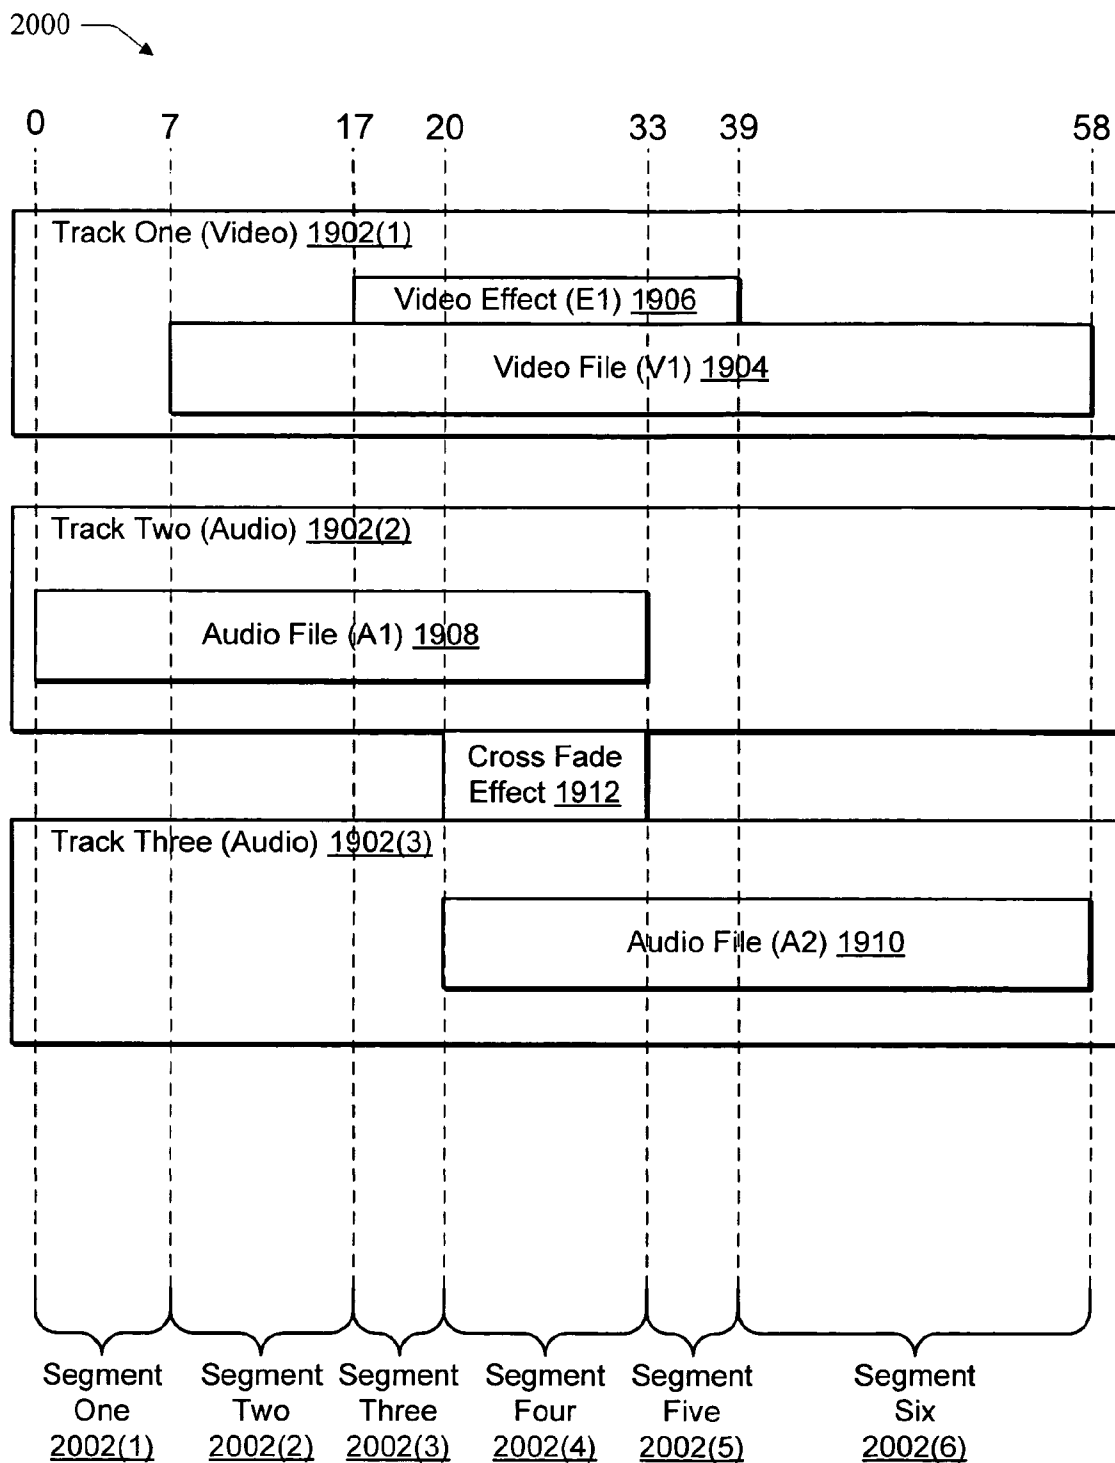 2000
0 7 17 20 33 39 58
Track One (Video) 1902(1)
Video Effect (E1) 1906
Video File (V1) 1904
Track Two (Audio) 1902(2)
Audio File (A1) 1908
Cross Fade
Effect 1912
Track Three (Audio) 1902(3)
Audio File (A2) 1910
Segment
One
2002(1)
Segment
Two
2002(2)
Segment
Three
2002(3)
Segment
Four
2002(4)
Segment
Five
2002(5)
Segment
Six
2002(6)